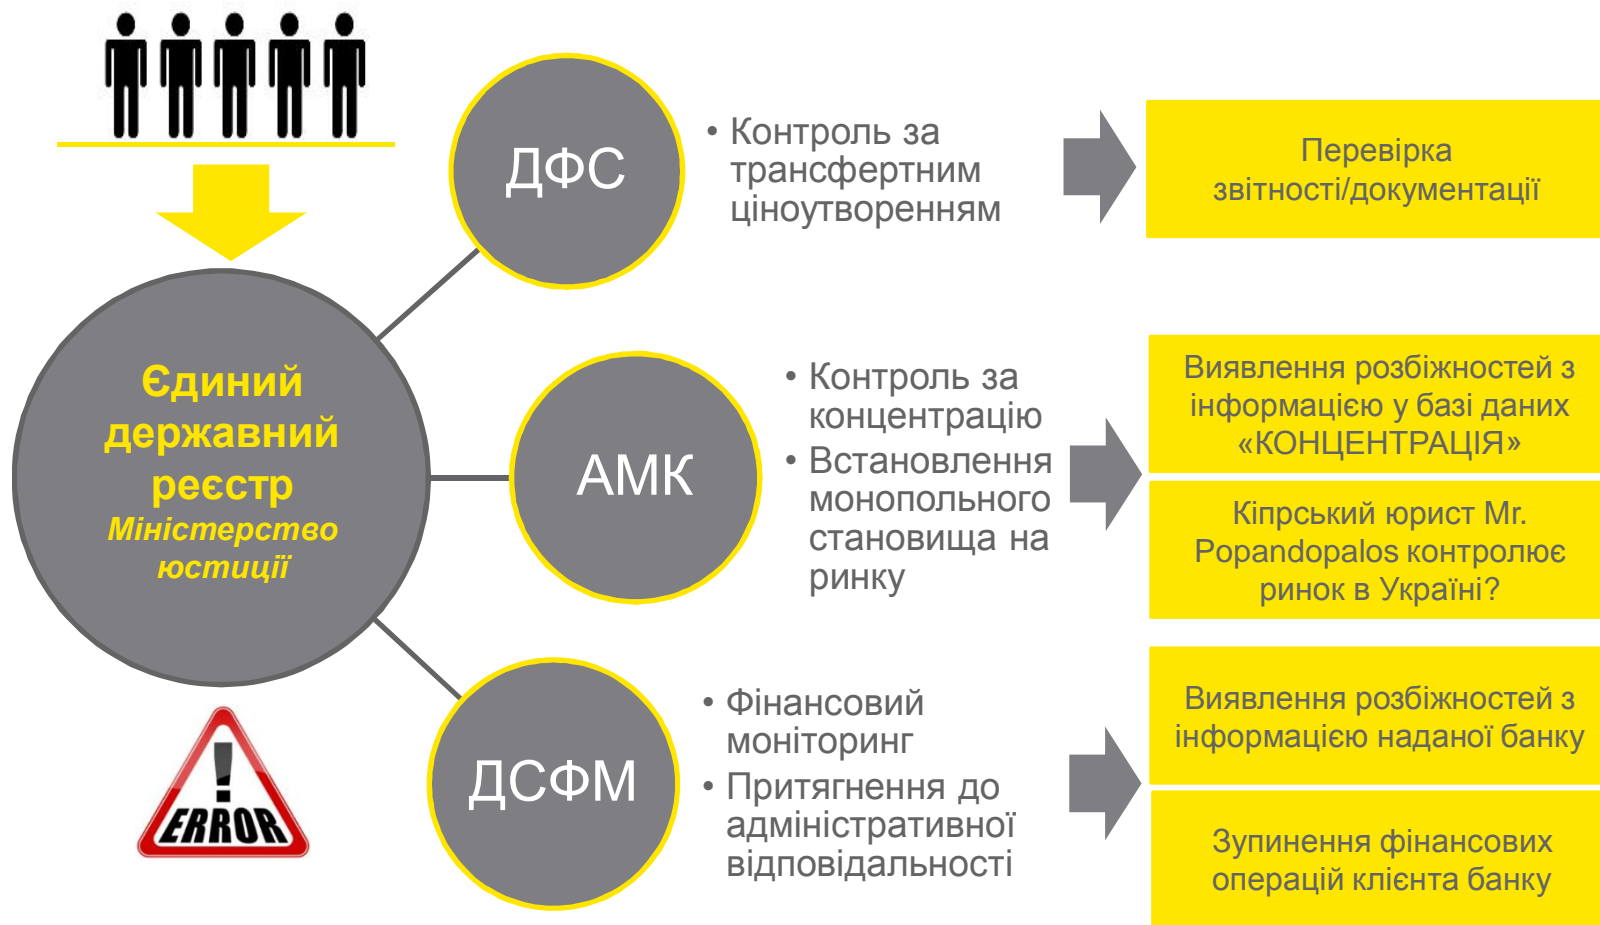 Єдиний
державний
реєстр
Міністерство
юстиції
ERROR
ДФС
• Контроль за
трансфертним
ціноутворенням
Перевірка
звітності/документації
АМК
• Контроль за
концентрацію
• Встановлення
монопольного
становища на
ринку
Виявлення розбіжностей з
інформацією у базі даних
«КОНЦЕНТРАЦІЯ»
Кіпрський юрист Mr.
Popandopalos контролює
ринок в Україні?
ДСФМ
• Фінансовий
моніторинг
• Притягнення до
адміністративної
відповідальності
Виявлення розбіжностей з
інформацією наданої банку
Зупинення фінансових
операцій клієнта банку